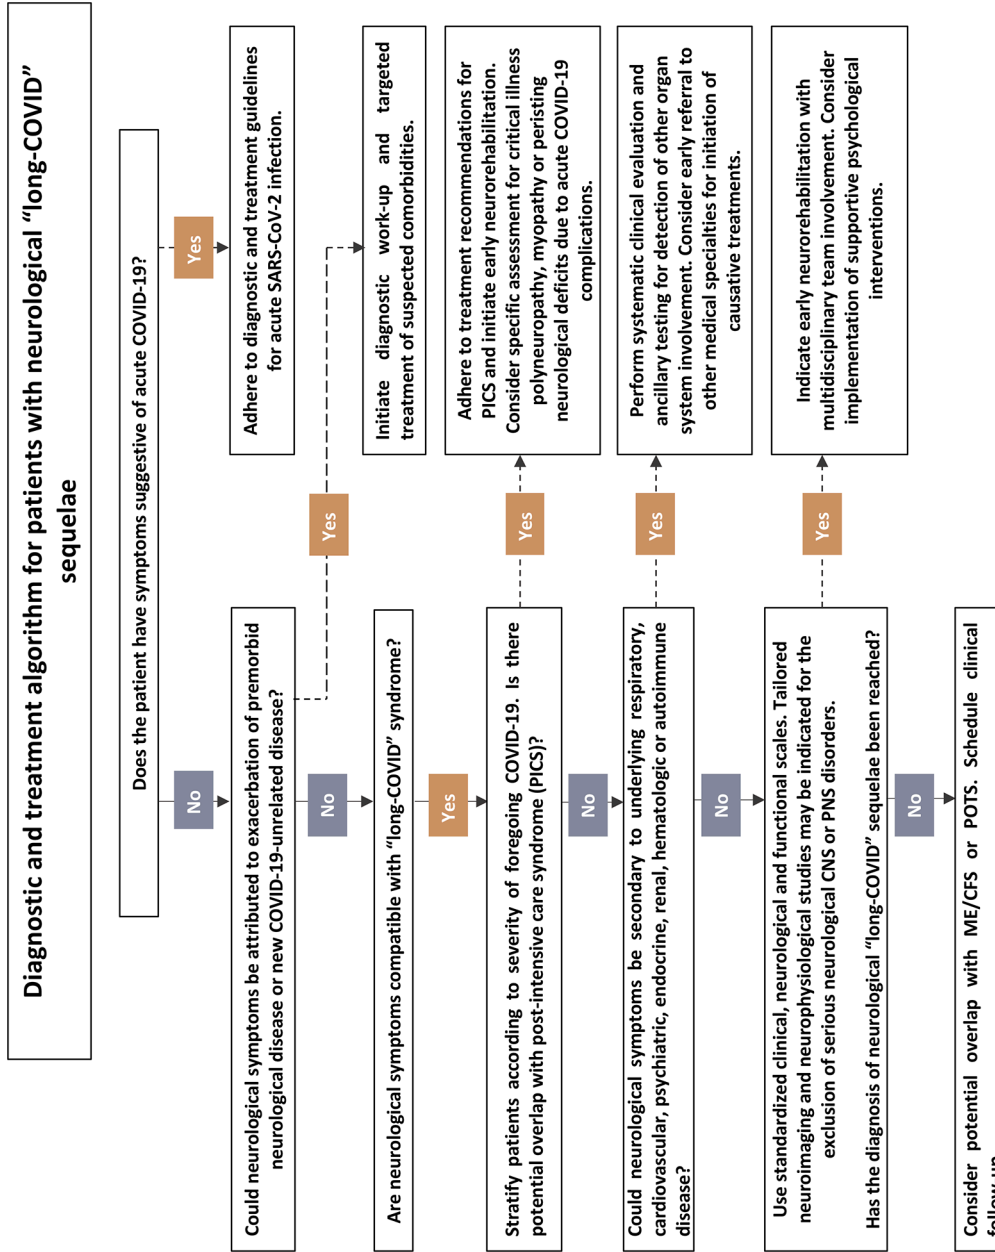 Diagnostic and treatment algorithm for patients with neurological “long-COVID”
sequelae
Does the patient have symptoms suggestive of acute COVID-19?
Yes
Adhere to diagnostic and treatment guidelines
for acute SARS-CoV-2 infection.
No
Could neurological symptoms be attributed to exacerbation of premorbid
neurological disease or new COVID-19-unrelated disease?
Yes
Initiate diagnostic work-up and targeted
treatment of suspected comorbidities.
No
Are neurological symptoms compatible with “long-COVID” syndrome?
Yes
Stratify patients according to severity of foregoing COVID-19. Is there
potential overlap with post-intensive care syndrome (PICS)?
Yes
Adhere to treatment recommendations for
PICS and initiate early neurorehabilitation.
Consider specific assessment for critical illness
polyneuropathy, myopathy or peristing
neurological deficits due to acute COVID-19
complications.
No
Could neurological symptoms be secondary to underlying respiratory,
cardiovascular, psychiatric, endocrine, renal, hematologic or autoimmune
disease?
Yes
Perform systematic clinical evaluation and
ancillary testing for detection of other organ
system involvement. Consider early referral to
other medical specialties for initiation of
causative treatments.
No
Use standardized clinical, neurological and functional scales. Tailored
neuroimaging and neurophysiological studies may be indicated for the
exclusion of serious neurological CNS or PNS disorders.
Has the diagnosis of neurological “long-COVID” sequelae been reached?
Yes
Indicate early neurorehabilitation with
multidisciplinary team involvement. Consider
implementation of supportive psychological
interventions.
No
Consider potential overlap with ME/CFS or POTS. Schedule clinical